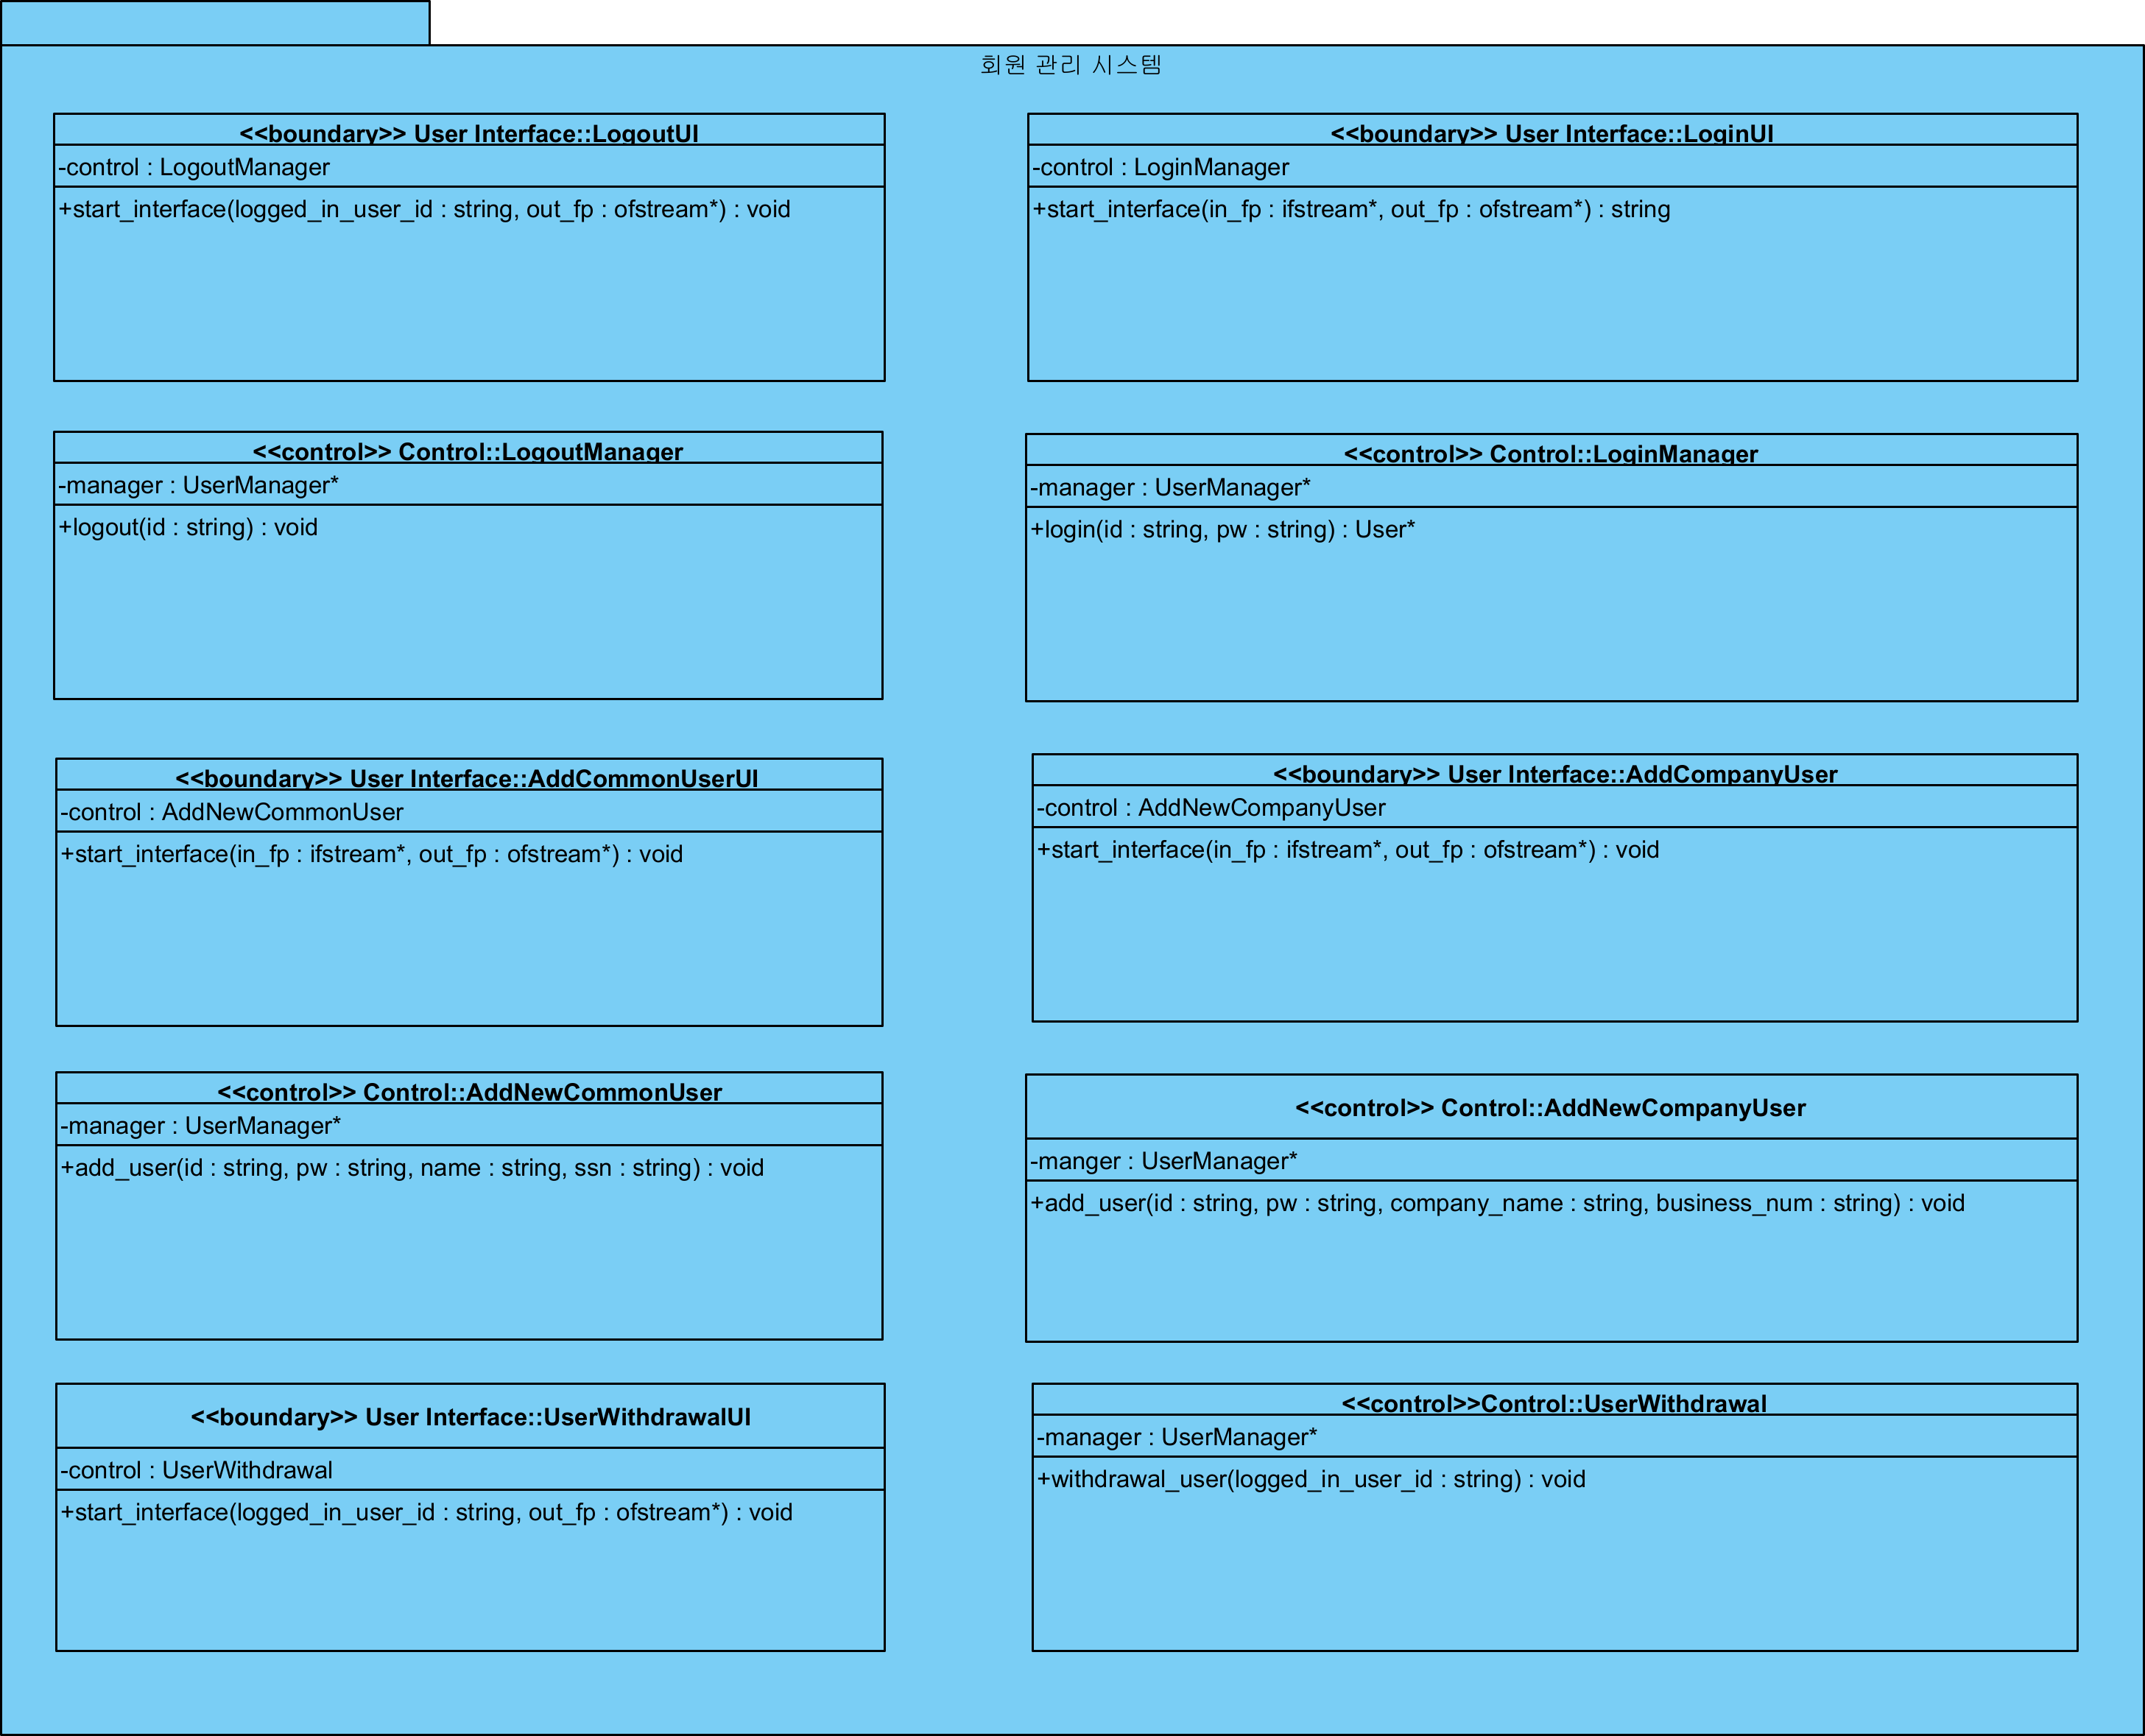 회원 관리 시스템
<<boundary>> User Interface::LogoutUI
-control : LogoutManager
+start_interface(logged_in_user_id : string, out_fp : ofstream*) : void
<<boundary>> User Interface::LoginUI
-control : LoginManager
+start_interface(in_fp : ifstream*, out_fp : ofstream*) : string
<<control>> Control::LogoutManager
-manager : UserManager*
+logout(id : string) : void
<<control>> Control::LoginManager
-manager : UserManager*
+login(id : string, pw : string) : User*
<<boundary>> User Interface::AddCommonUserUI
-control : AddNewCommonUser
+start_interface(in_fp : ifstream*, out_fp : ofstream*) : void
<<boundary>> User Interface::AddCompanyUser
-control : AddNewCompanyUser
+start_interface(in_fp : ifstream*, out_fp : ofstream*) : void
<<control>> Control::AddNewCommonUser
-manager : UserManager*
+add_user(id : string, pw : string, name : string, ssn : string) : void
<<control>> Control::AddNewCompanyUser
-manger : UserManager*
+add_user(id : string, pw : string, company_name : string, business_num : string) : void
<<boundary>> User Interface::UserWithdrawalUI
-control : UserWithdrawal
+start_interface(logged_in_user_id : string, out_fp : ofstream*) : void
<<control>>Control::UserWithdrawal
-manager : UserManager*
+withdrawal_user(logged_in_user_id : string) : void